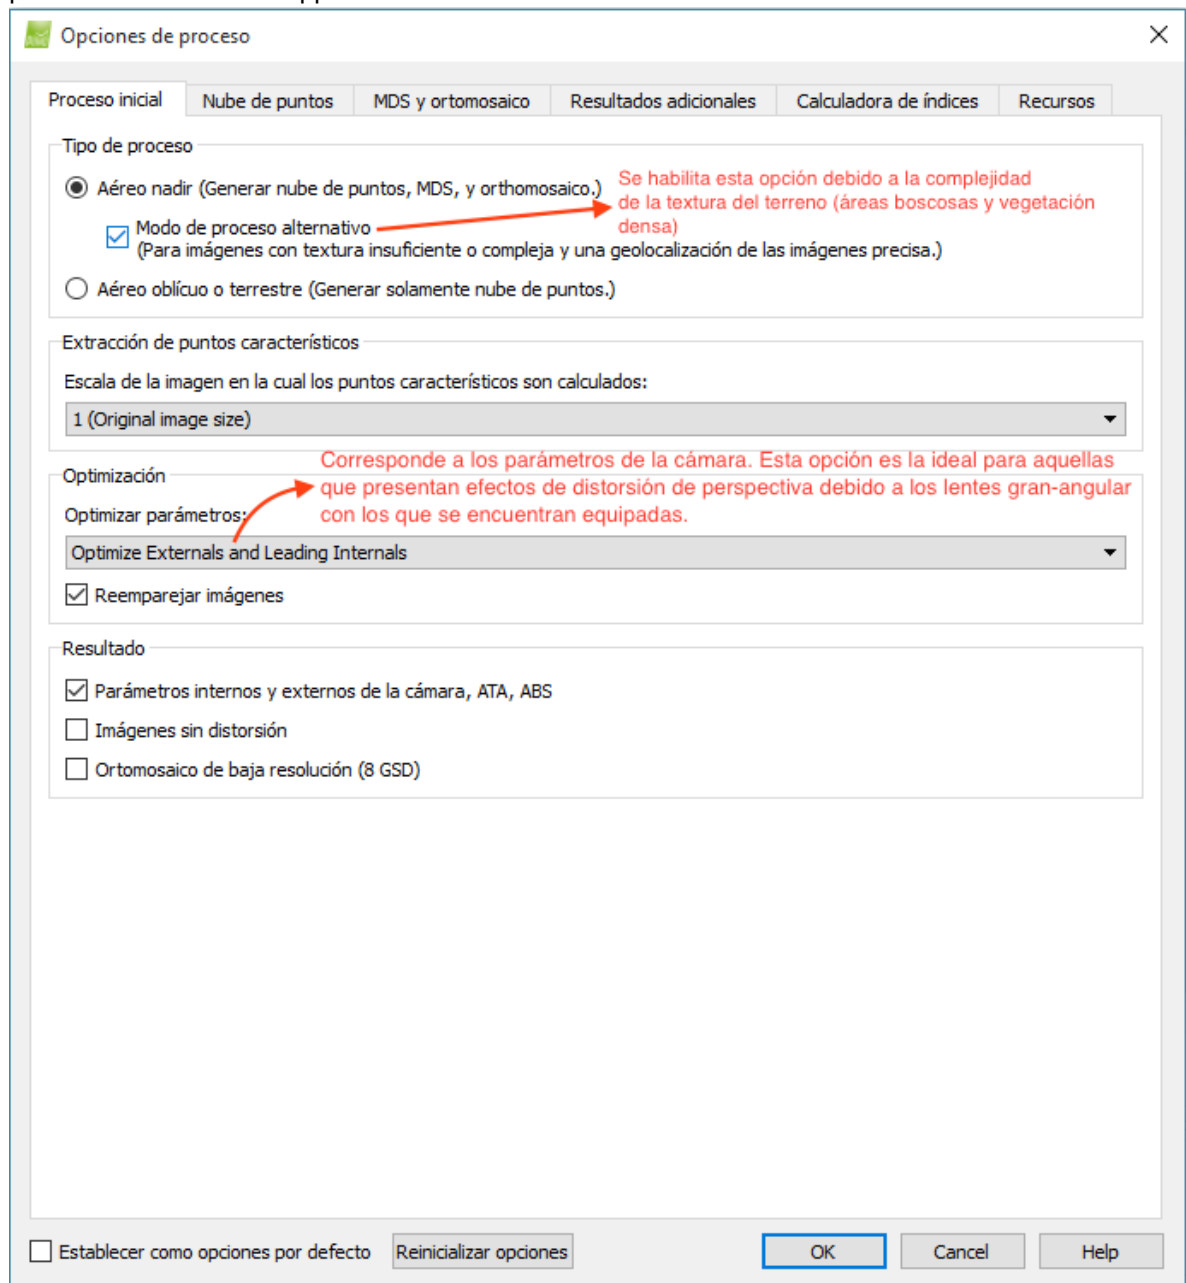 Opciones de proceso
Proceso inicial Nube de puntos MDS y ortomosaico Resultados adicionales Calculadora de índices Recursos
Tipo de proceso
Aéreo nadir (Generar nube de puntos, MDS, y orthomosaico.)
Se habilita esta opción debido a la complejidad
de la textura del terreno (áreas boscosas y vegetación
densa)
Modo de proceso alternativo
(Para imágenes con textura insuficiente o compleja y una geolocalización de las imágenes precisa.)
Aéreo oblícuo o terrestre (Generar solamente nube de puntos.)
Extracción de puntos característicos
Escala de la imagen en la cual los puntos característicos son calculados:
1 (Original image size)
Corresponde a los parámetros de la cámara. Esta opción es la ideal para aquellas
que presentan efectos de distorsión de perspectiva debido a los lentes gran-angular
con los que se encuentran equipadas.
Optimización
Optimizar parámetros:
Optimize Externals and Leading Internals
Reemparejar imágenes
Resultado
Parámetros internos y externos de la cámara, ATA, ABS
Imágenes sin distorsión
Ortomosaico de baja resolución (8 GSD)
Establecer como opciones por defecto Reinicializar opciones OK Cancel Help